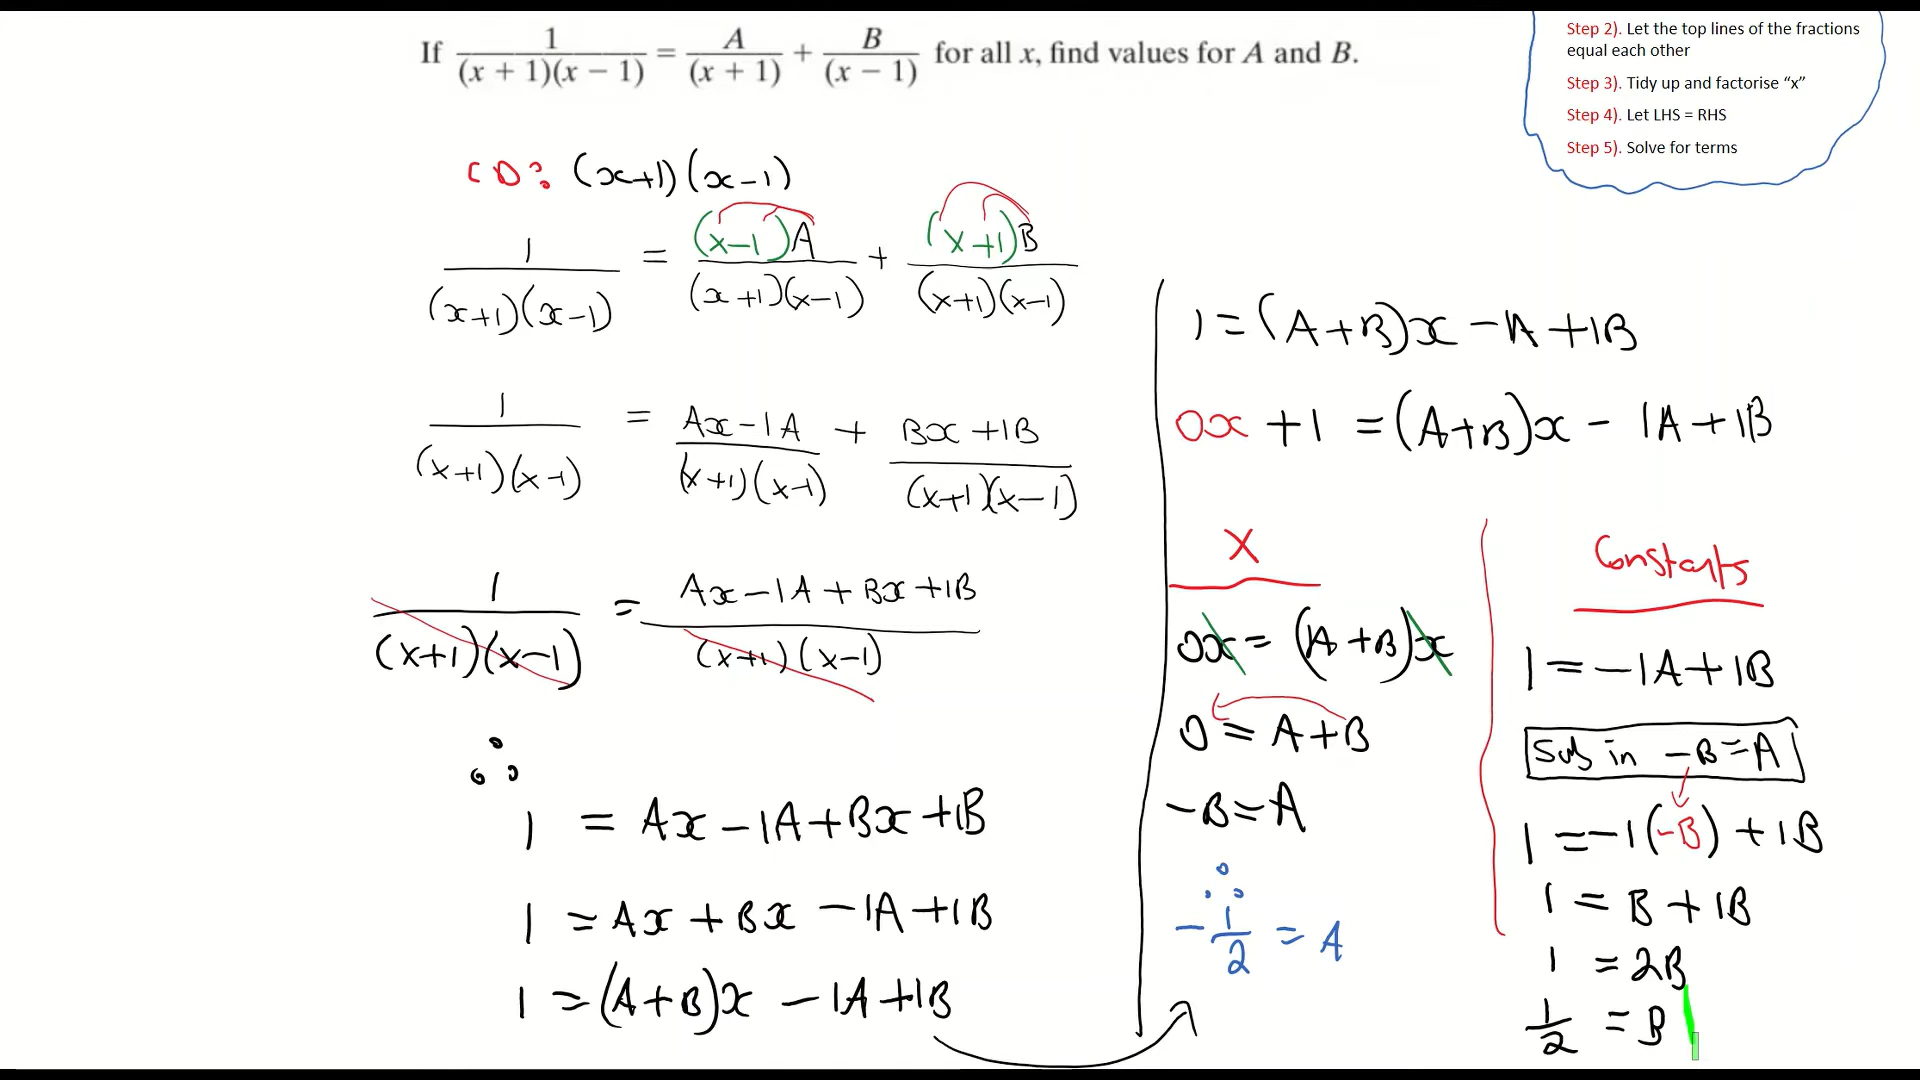 If 1/((x + 1)(x − 1)) = A/(x + 1) + B/(x − 1) for all x, find values for A and B.
Step 2). Let the top lines of the fractions
equal each other
Step 3). Tidy up and factorise “x”
Step 4). Let LHS = RHS
Step 5). Solve for terms
CD: (x+1)(x−1)
1/((x+1)(x−1)) = (x−1)A/((x+1)(x−1)) + (x+1)B/((x+1)(x−1))
1/((x+1)(x−1)) = (Ax−1A)/((x+1)(x−1)) + (Bx+1B)/((x+1)(x−1))
1/((x+1)(x−1)) = (Ax−1A+Bx+1B)/((x+1)(x−1))
∴
1 = Ax−1A+Bx+1B
1 = Ax+Bx−1A+1B
1 = (A+B)x −1A+1B
1 = (A+B)x −1A+1B
0x +1 = (A+B)x − 1A+1B
X
0x = (A+B)x
0 = A+B
−B = A
∴
−1/2 = A
Constants
1 = −1A+1B
Sub in −B=A
1 = −1(−B) + 1B
1 = B + 1B
1 = 2B
1/2 = B